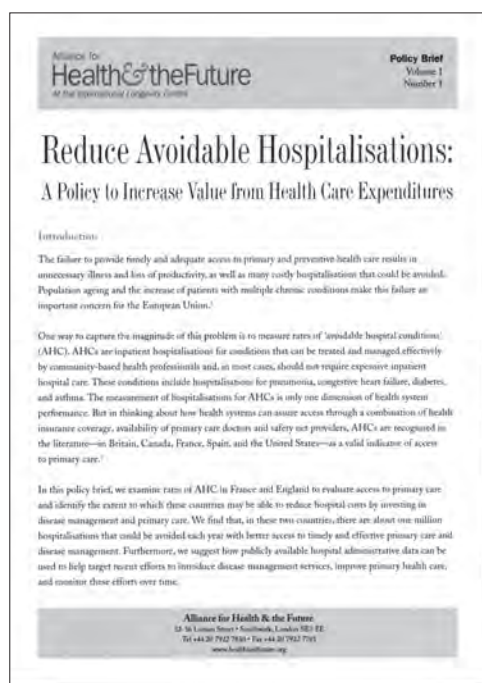 Alliance for
Health&theFuture
At the International Longevity Centre
Policy Brief
Volume 1
Number 1
Reduce Avoidable Hospitalisations:
A Policy to Increase Value from Health Care Expenditures
Introduction
The failure to provide timely and adequate access to primary and preventive health care results in
unnecessary illness and loss of productivity, as well as many costly hospitalisations that could be avoided.
Population ageing and the increase of patients with multiple chronic conditions make this failure an
important concern for the European Union.
One way to capture the magnitude of this problem is to measure rates of 'avoidable hospital conditions'
(AHC). AHCs are inpatient hospitalisations for conditions that can be treated and managed effectively
by community-based health professionals and, in most cases, should not require expensive inpatient
hospital care. These conditions include hospitalisations for pneumonia, congestive heart failure, diabetes,
and asthma. The measurement of hospitalisations for AHCs is only one dimension of health system
performance. But in thinking about how health systems can assure access through a combination of health
insurance coverage, availability of primary care doctors and safety net providers, AHCs are recognized in
the literature—in Britain, Canada, France, Spain, and the United States—as a valid indicator of access
to primary care.
In this policy brief, we examine rates of AHC in France and England to evaluate access to primary care
and identify the extent to which these countries may be able to reduce hospital costs by investing in
disease management and primary care. We find that, in these two countries, there are about one million
hospitalisations that could be avoided each year with better access to timely and effective primary care and
disease management. Furthermore, we suggest how publicly available hospital administrative data can be
used to help target recent efforts to introduce disease management services, improve primary health care,
and monitor these efforts over time.
Alliance for Health & the Future
Street • Southwark, London SE1
Tel +44 20 7922 • Fax +44 20 7922